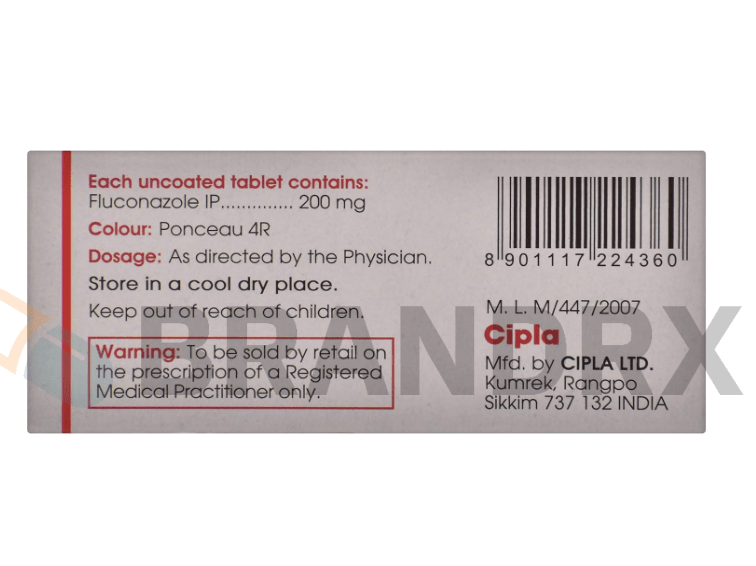 Each uncoated tablet contains:
Fluconazole IP.............. 200 mg
Colour: Ponceau 4R
Dosage: As directed by the Physician.
Store in a cool dry place.
Keep out of reach of children.
Warning: To be sold by retail on
the prescription of a Registered
Medical Practitioner only.
8 901117 224360
M. L. M/447/2007
Cipla
Mfd. by CIPLA LTD.
Kumrek, Rangpo
Sikkim 737 132 INDIA
BRANDRX